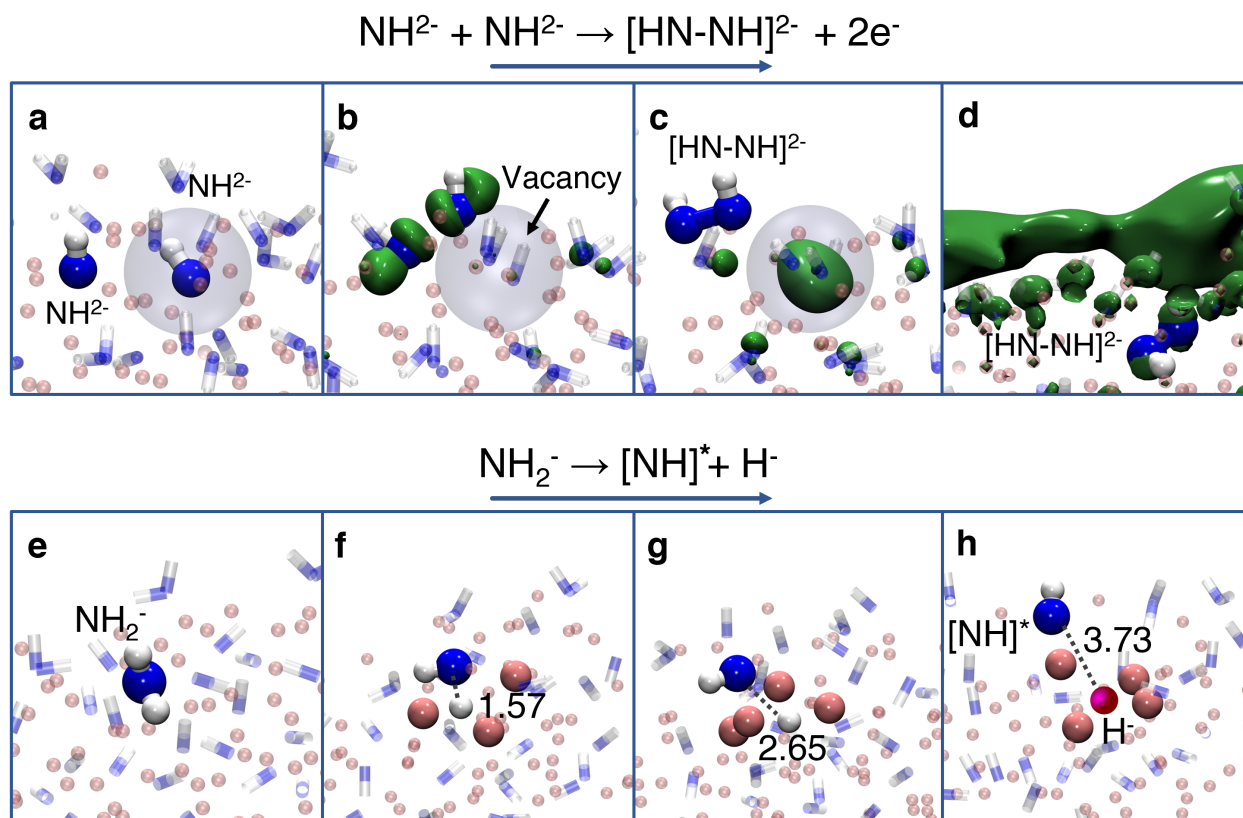 NH²⁻ + NH²⁻ → [HN-NH]²⁻ + 2e⁻
a
b
c
d
NH²⁻
NH²⁻
Vacancy
[HN-NH]²⁻
[HN-NH]²⁻
NH₂⁻ → [NH]*+ H⁻
e
f
g
h
NH₂⁻
1.57
2.65
[NH]*
3.73
H⁻